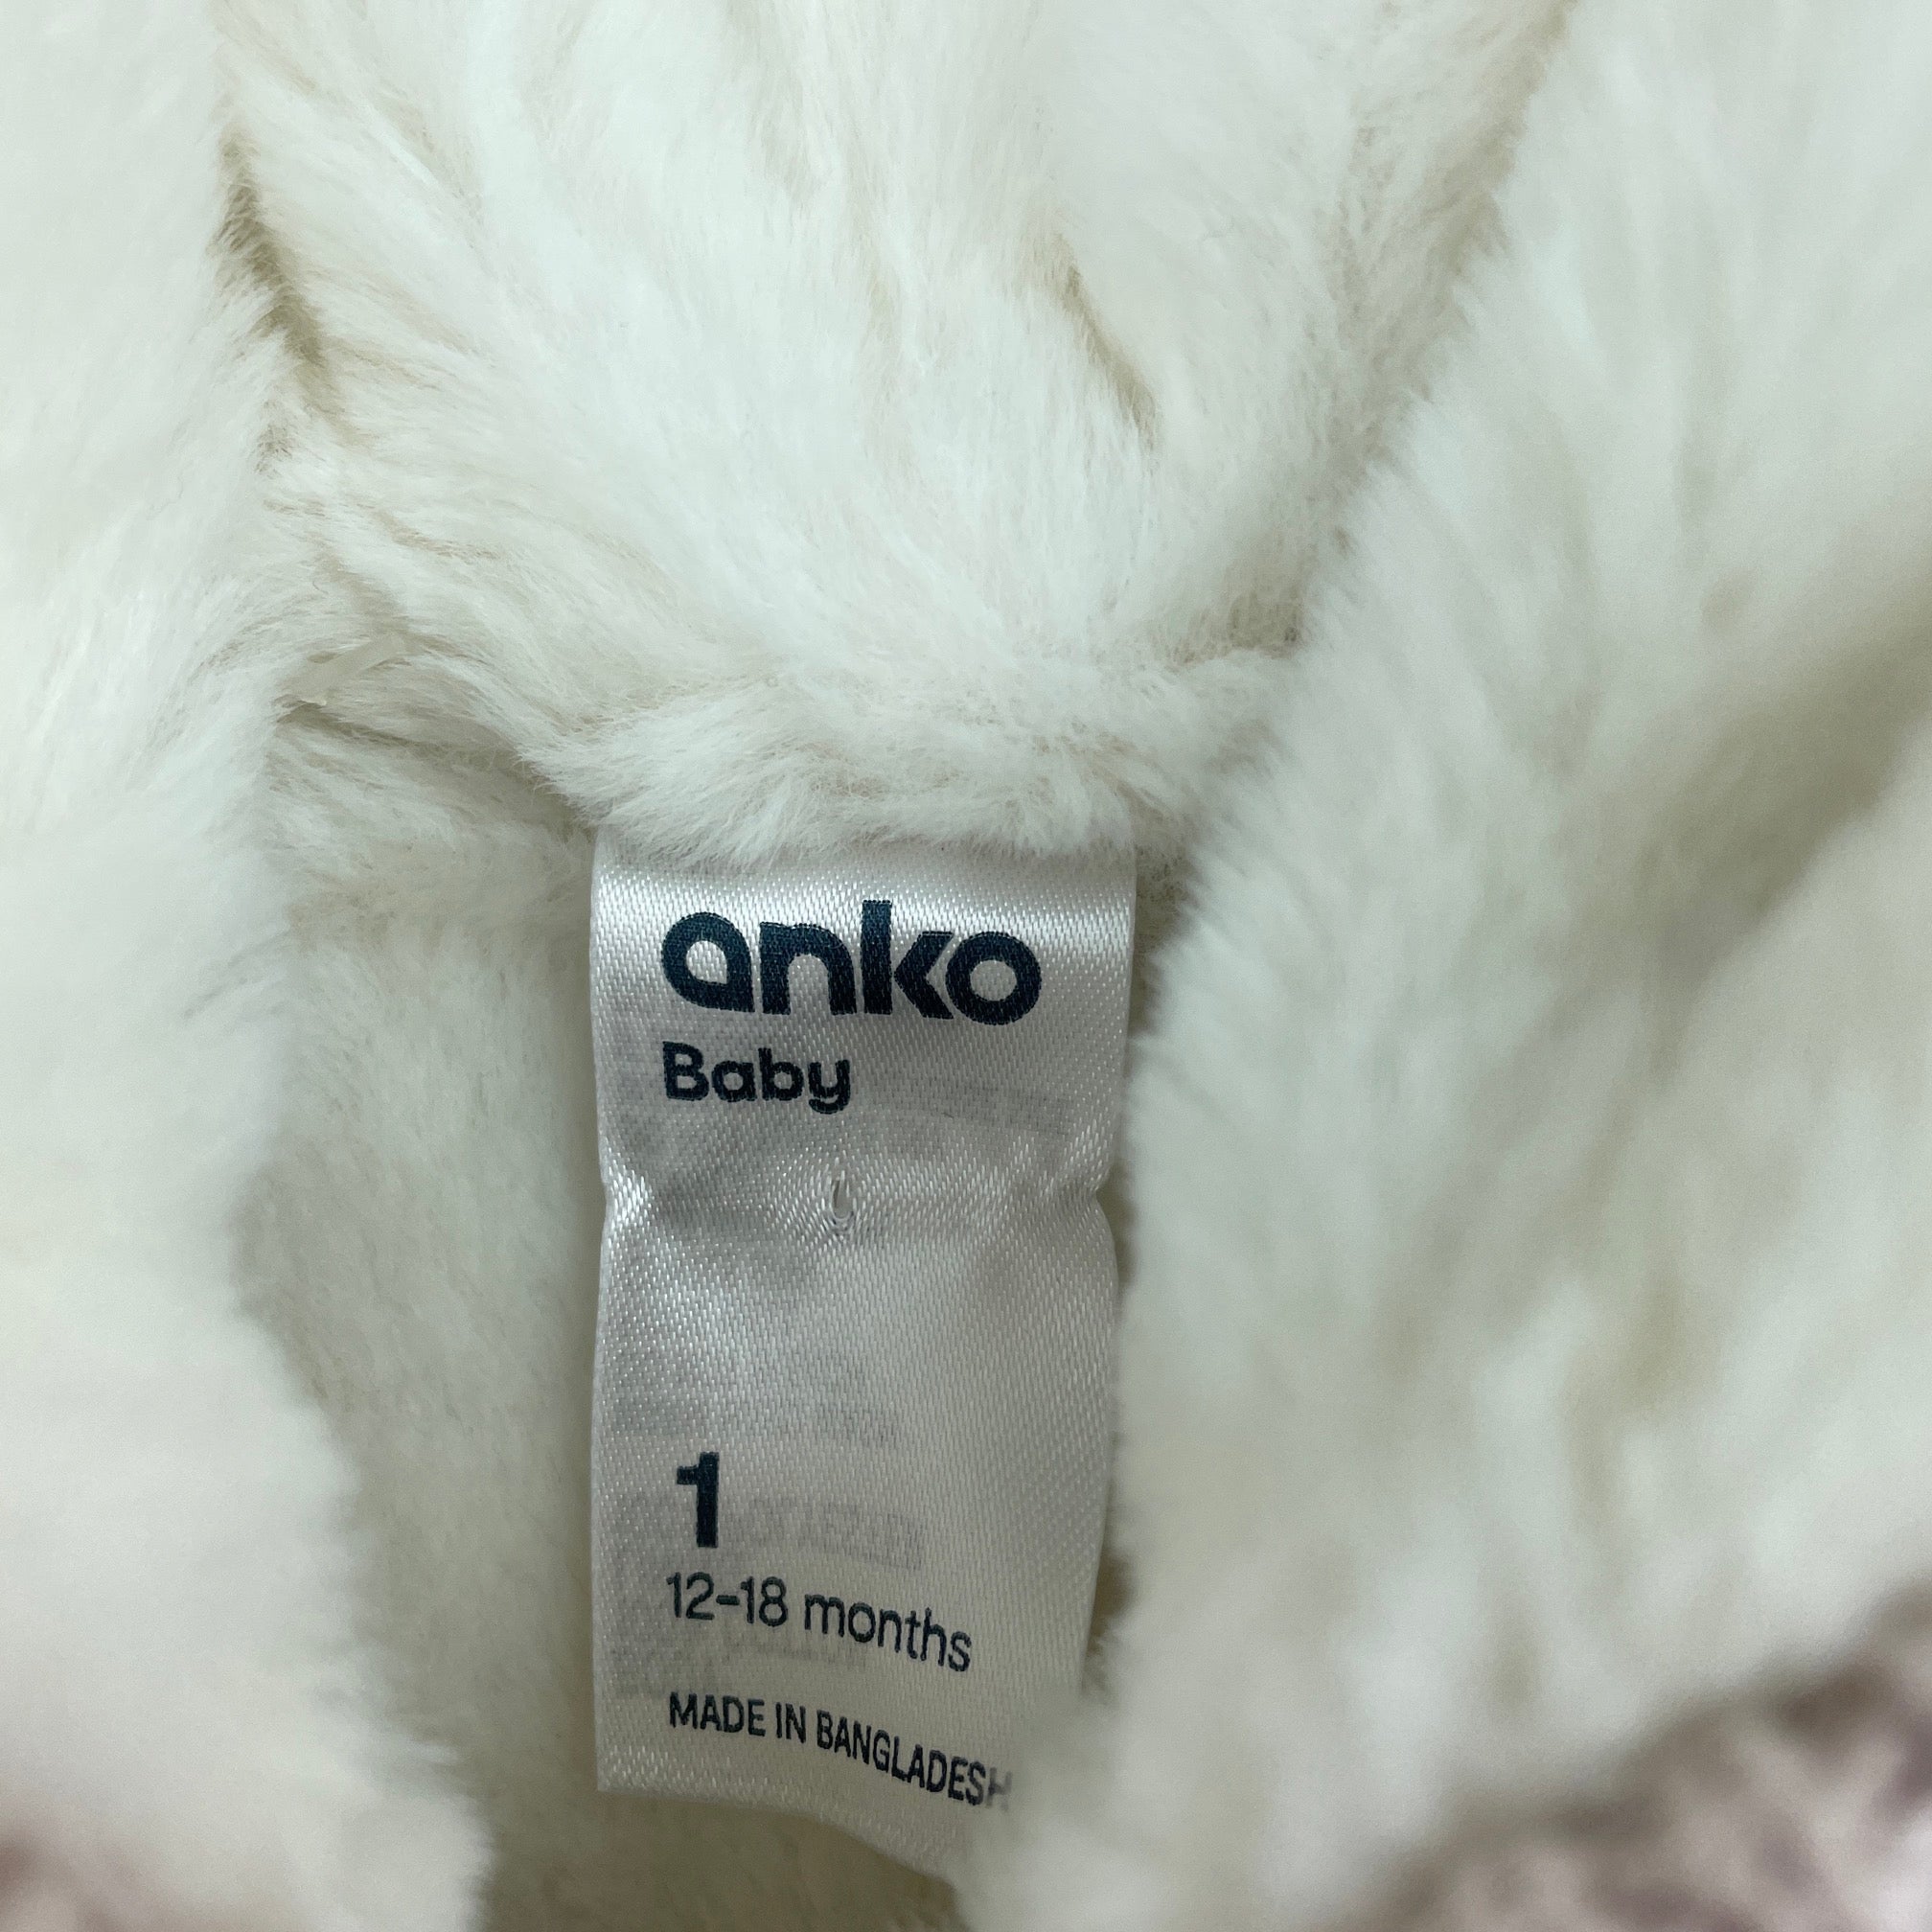 anko
Baby
1
12-18 months
MADE IN BANGLADESH